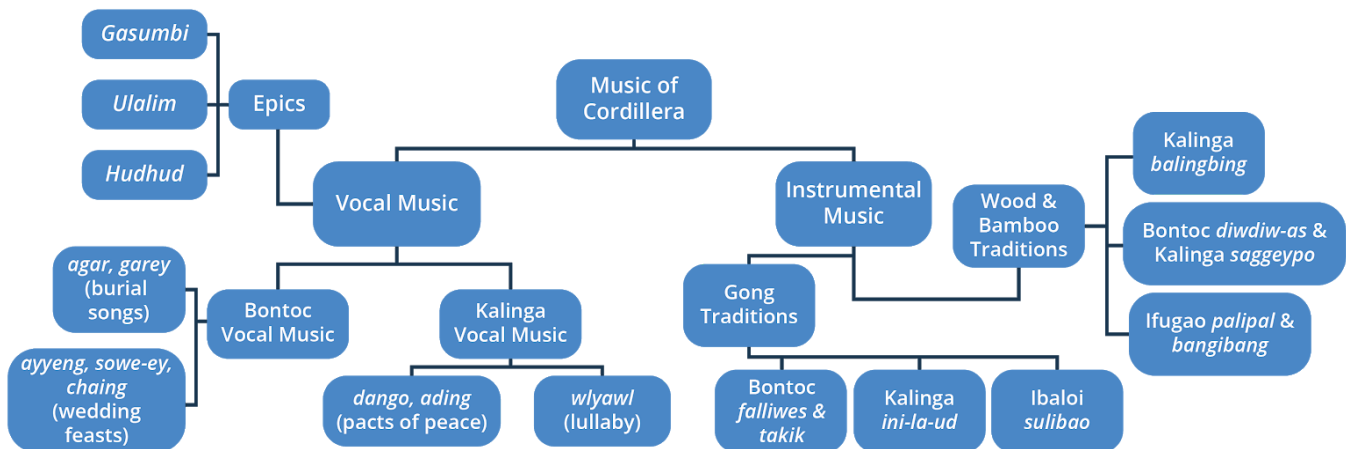 Music of
Cordillera
Vocal Music
Epics
Gasumbi
Ulalim
Hudhud
Bontoc
Vocal Music
agar, garey
(burial
songs)
ayyeng, sowe-ey,
chaing
(wedding
feasts)
Kalinga
Vocal Music
dango, ading
(pacts of peace)
wlyawl
(lullaby)
Instrumental
Music
Gong
Traditions
Bontoc
falliwes &
takik
Kalinga
ini-la-ud
Ibaloi
sulibao
Wood &
Bamboo
Traditions
Kalinga
balingbing
Bontoc diwdiw-as &
Kalinga saggeypo
Ifugao palipal &
bangibang